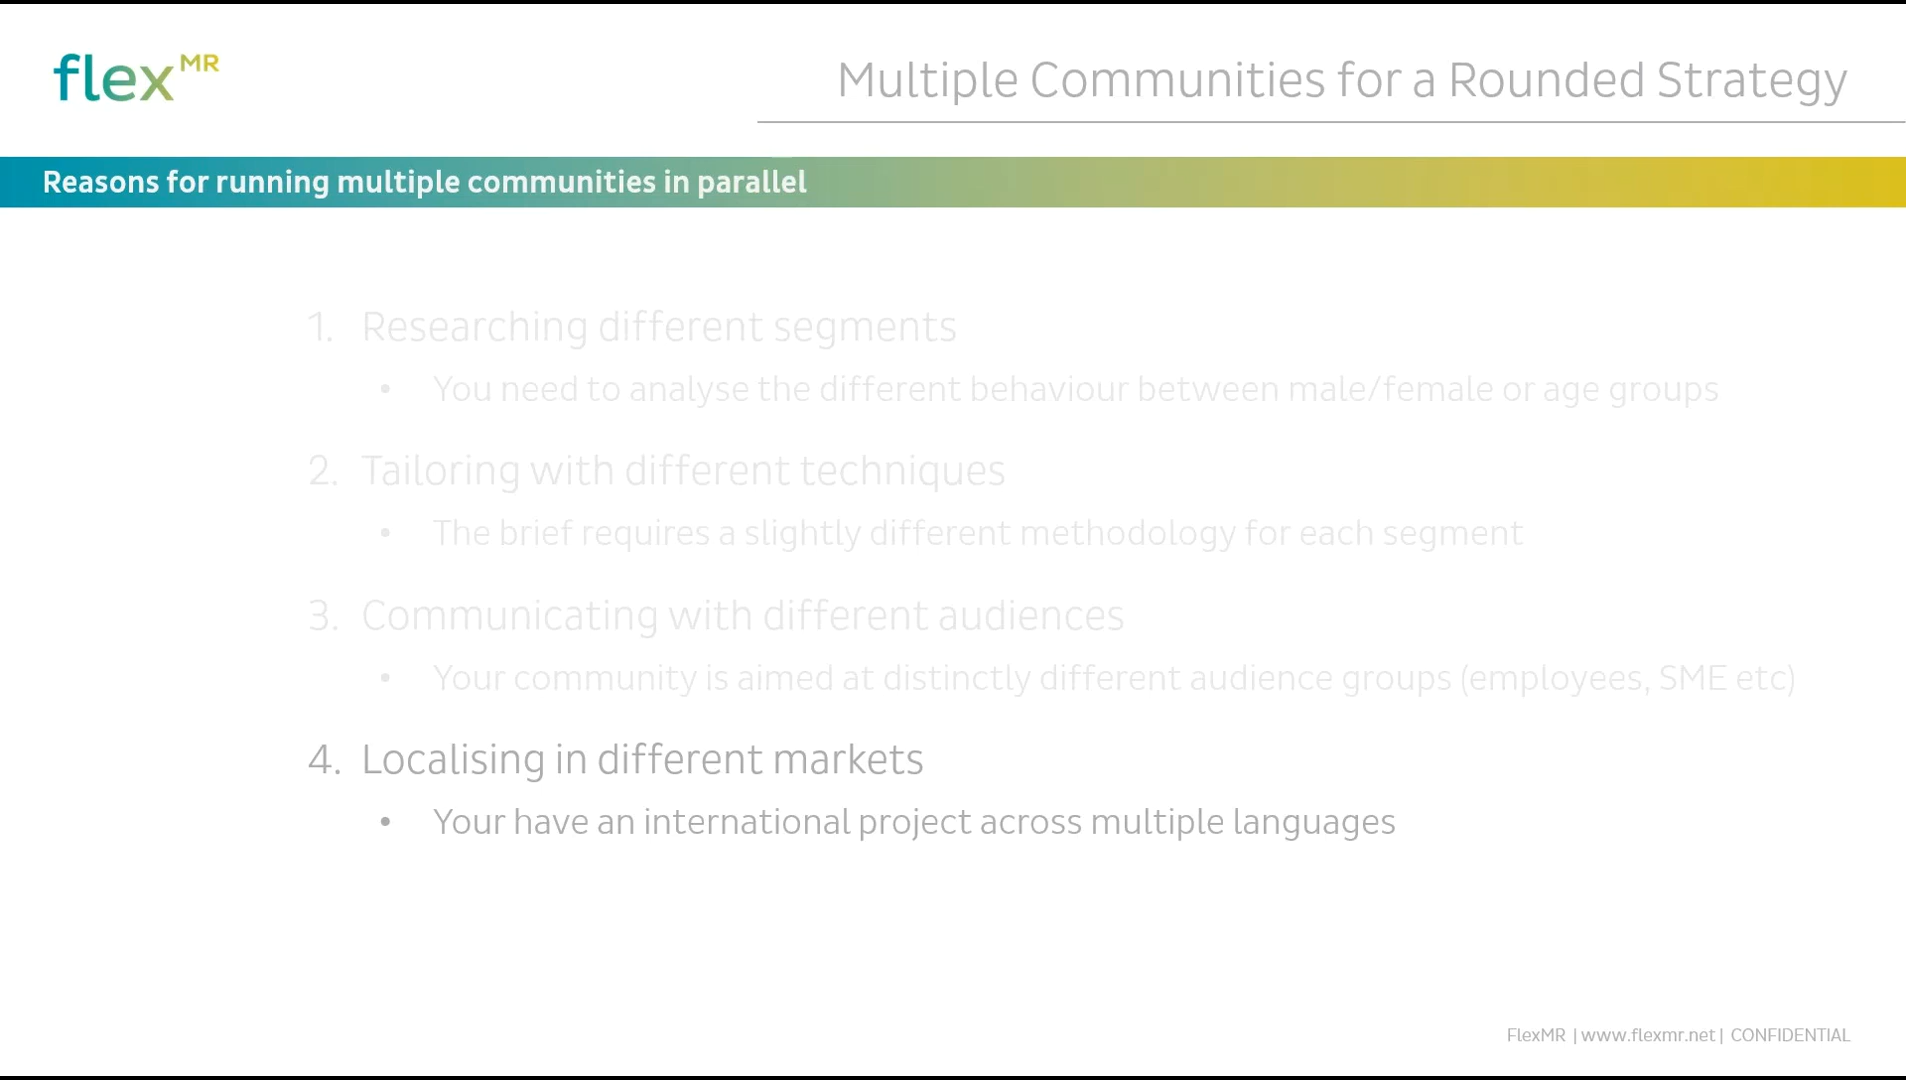 flex MR
Multiple Communities for a Rounded Strategy
Reasons for running multiple communities in parallel
1. Researching different segments
• You need to analyse the different behaviour between male/female or age groups
2. Tailoring with different techniques
• The brief requires a slightly different methodology for each segment
3. Communicating with different audiences
• Your community is aimed at distinctly different audience groups (employees, SME etc)
4. Localising in different markets
• Your have an international project across multiple languages
FlexMR | www.flexmr.net | CONFIDENTIAL